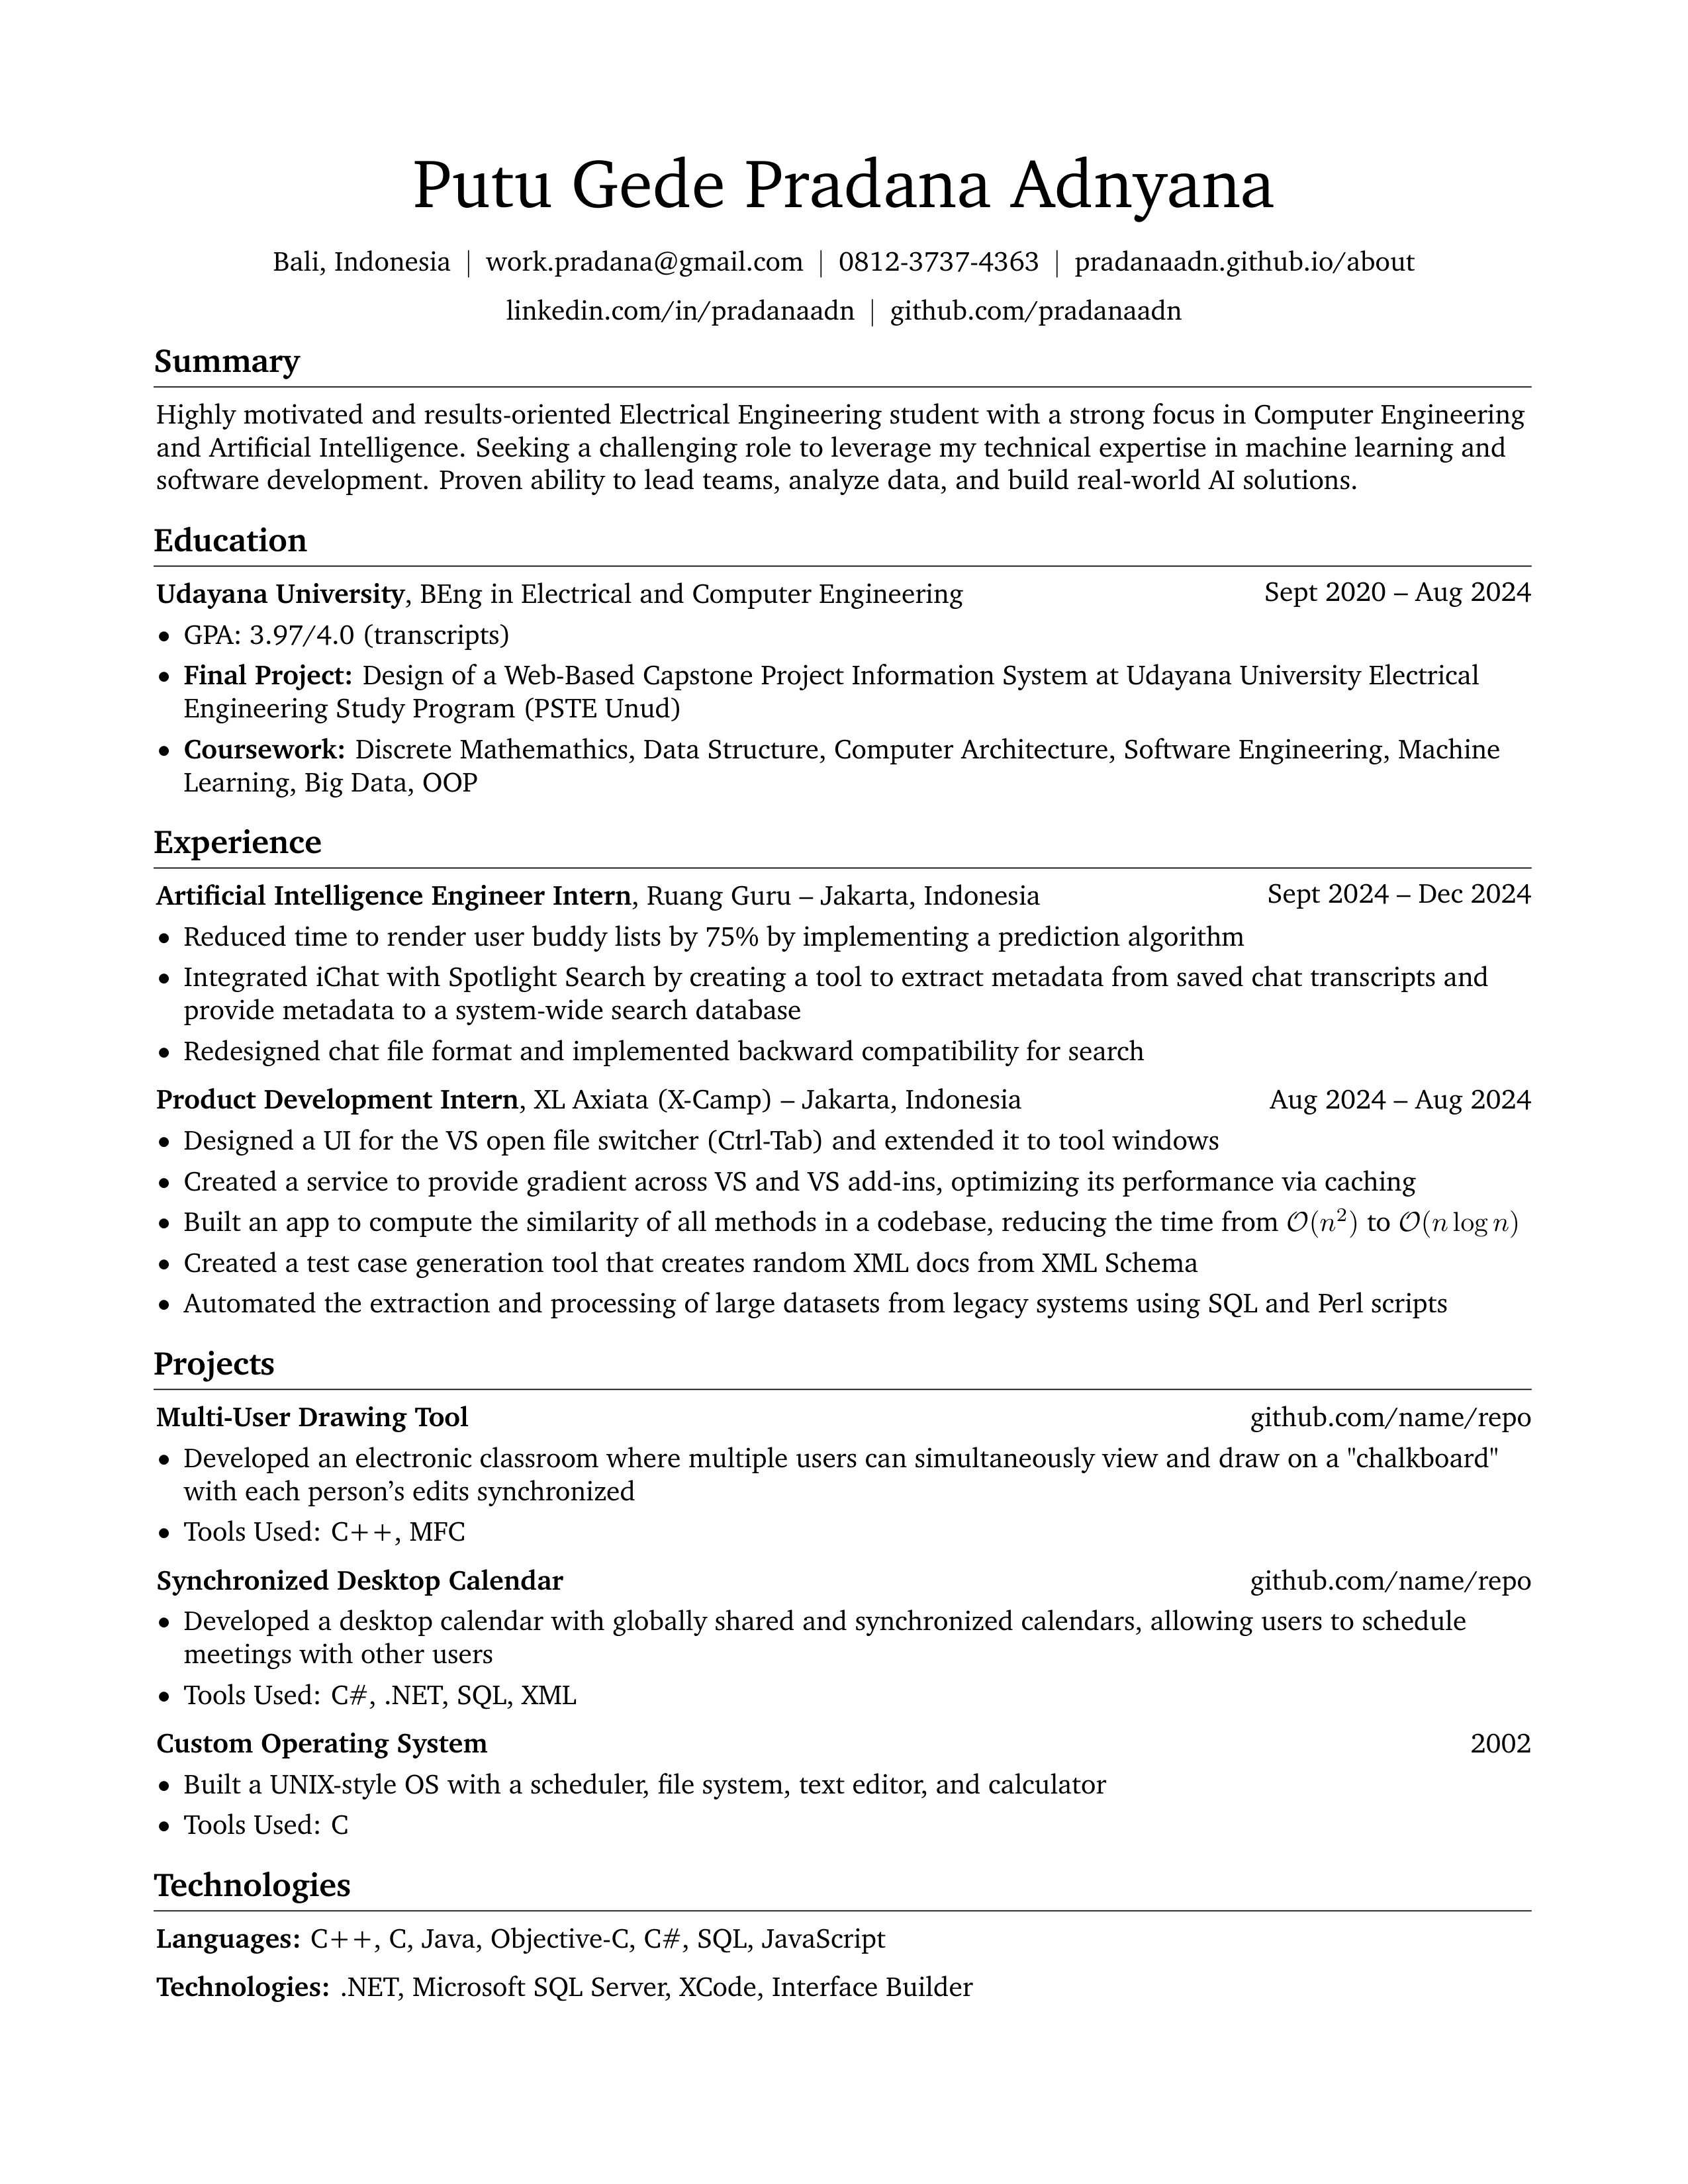 Putu Gede Pradana Adnyana
Bali, Indonesia | work.pradana@gmail.com | 0812-3737-4363 | pradanaadn.github.io/about
linkedin.com/in/pradanaadn | github.com/pradanaadn
Summary
Highly motivated and results-oriented Electrical Engineering student with a strong focus in Computer Engineering
and Artificial Intelligence. Seeking a challenging role to leverage my technical expertise in machine learning and
software development. Proven ability to lead teams, analyze data, and build real-world AI solutions.
Education
Udayana University, BEng in Electrical and Computer Engineering Sept 2020 – Aug 2024
• GPA: 3.97/4.0 (transcripts)
• Final Project: Design of a Web-Based Capstone Project Information System at Udayana University Electrical
Engineering Study Program (PSTE Unud)
• Coursework: Discrete Mathemathics, Data Structure, Computer Architecture, Software Engineering, Machine
Learning, Big Data, OOP
Experience
Artificial Intelligence Engineer Intern, Ruang Guru – Jakarta, Indonesia Sept 2024 – Dec 2024
• Reduced time to render user buddy lists by 75% by implementing a prediction algorithm
• Integrated iChat with Spotlight Search by creating a tool to extract metadata from saved chat transcripts and
provide metadata to a system-wide search database
• Redesigned chat file format and implemented backward compatibility for search
Product Development Intern, XL Axiata (X-Camp) – Jakarta, Indonesia Aug 2024 – Aug 2024
• Designed a UI for the VS open file switcher (Ctrl-Tab) and extended it to tool windows
• Created a service to provide gradient across VS and VS add-ins, optimizing its performance via caching
• Built an app to compute the similarity of all methods in a codebase, reducing the time from 𝒪(n²) to 𝒪(n log n)
• Created a test case generation tool that creates random XML docs from XML Schema
• Automated the extraction and processing of large datasets from legacy systems using SQL and Perl scripts
Projects
Multi-User Drawing Tool github.com/name/repo
• Developed an electronic classroom where multiple users can simultaneously view and draw on a "chalkboard"
with each person’s edits synchronized
• Tools Used: C++, MFC
Synchronized Desktop Calendar github.com/name/repo
• Developed a desktop calendar with globally shared and synchronized calendars, allowing users to schedule
meetings with other users
• Tools Used: C#, .NET, SQL, XML
Custom Operating System 2002
• Built a UNIX-style OS with a scheduler, file system, text editor, and calculator
• Tools Used: C
Technologies
Languages: C++, C, Java, Objective-C, C#, SQL, JavaScript
Technologies: .NET, Microsoft SQL Server, XCode, Interface Builder